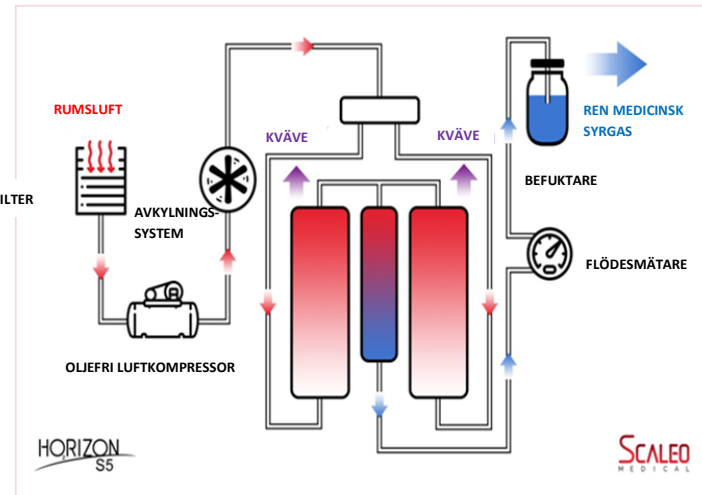 RUMSLUFT
KVÄVE
KVÄVE
REN MEDICINSK
SYRGAS
BEFUKTARE
ILTER
AVKYLNINGS-
SYSTEM
FLÖDESMÄTARE
OLJEFRI LUFTKOMPRESSOR
HORIZON
S5
SCALEO
MEDICAL